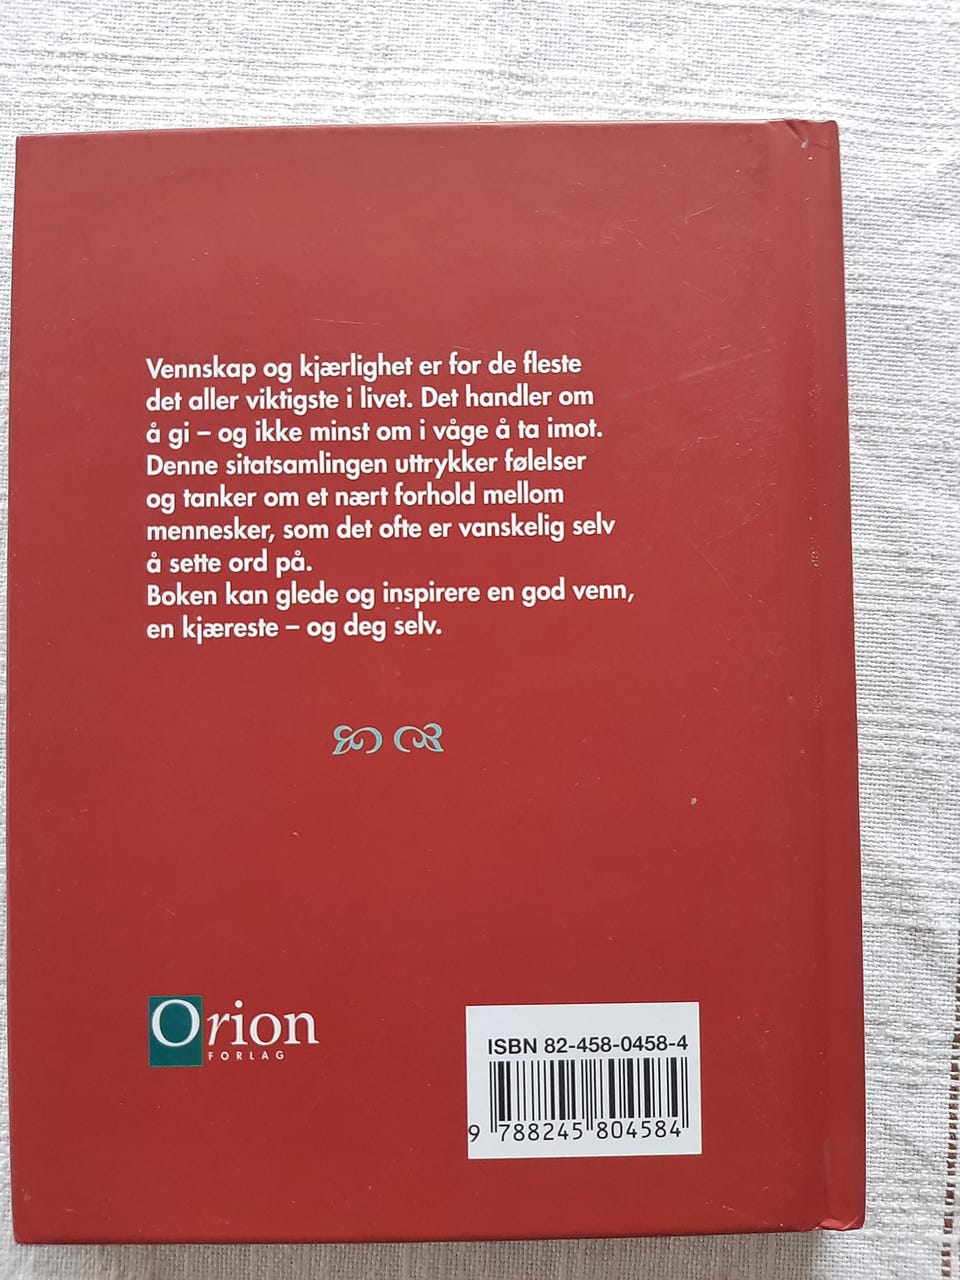 Vennskap og kjærlighet er for de fleste
det aller viktigste i livet. Det handler om
å gi – og ikke minst om i våge å ta imot.
Denne sitatsamlingen uttrykker følelser
og tanker om et nært forhold mellom
mennesker, som det ofte er vanskelig selv
å sette ord på.
Boken kan glede og inspirere en god venn,
en kjæreste – og deg selv.
Orion
FORLAG
ISBN 82-458-0458-4
9 788245 804584